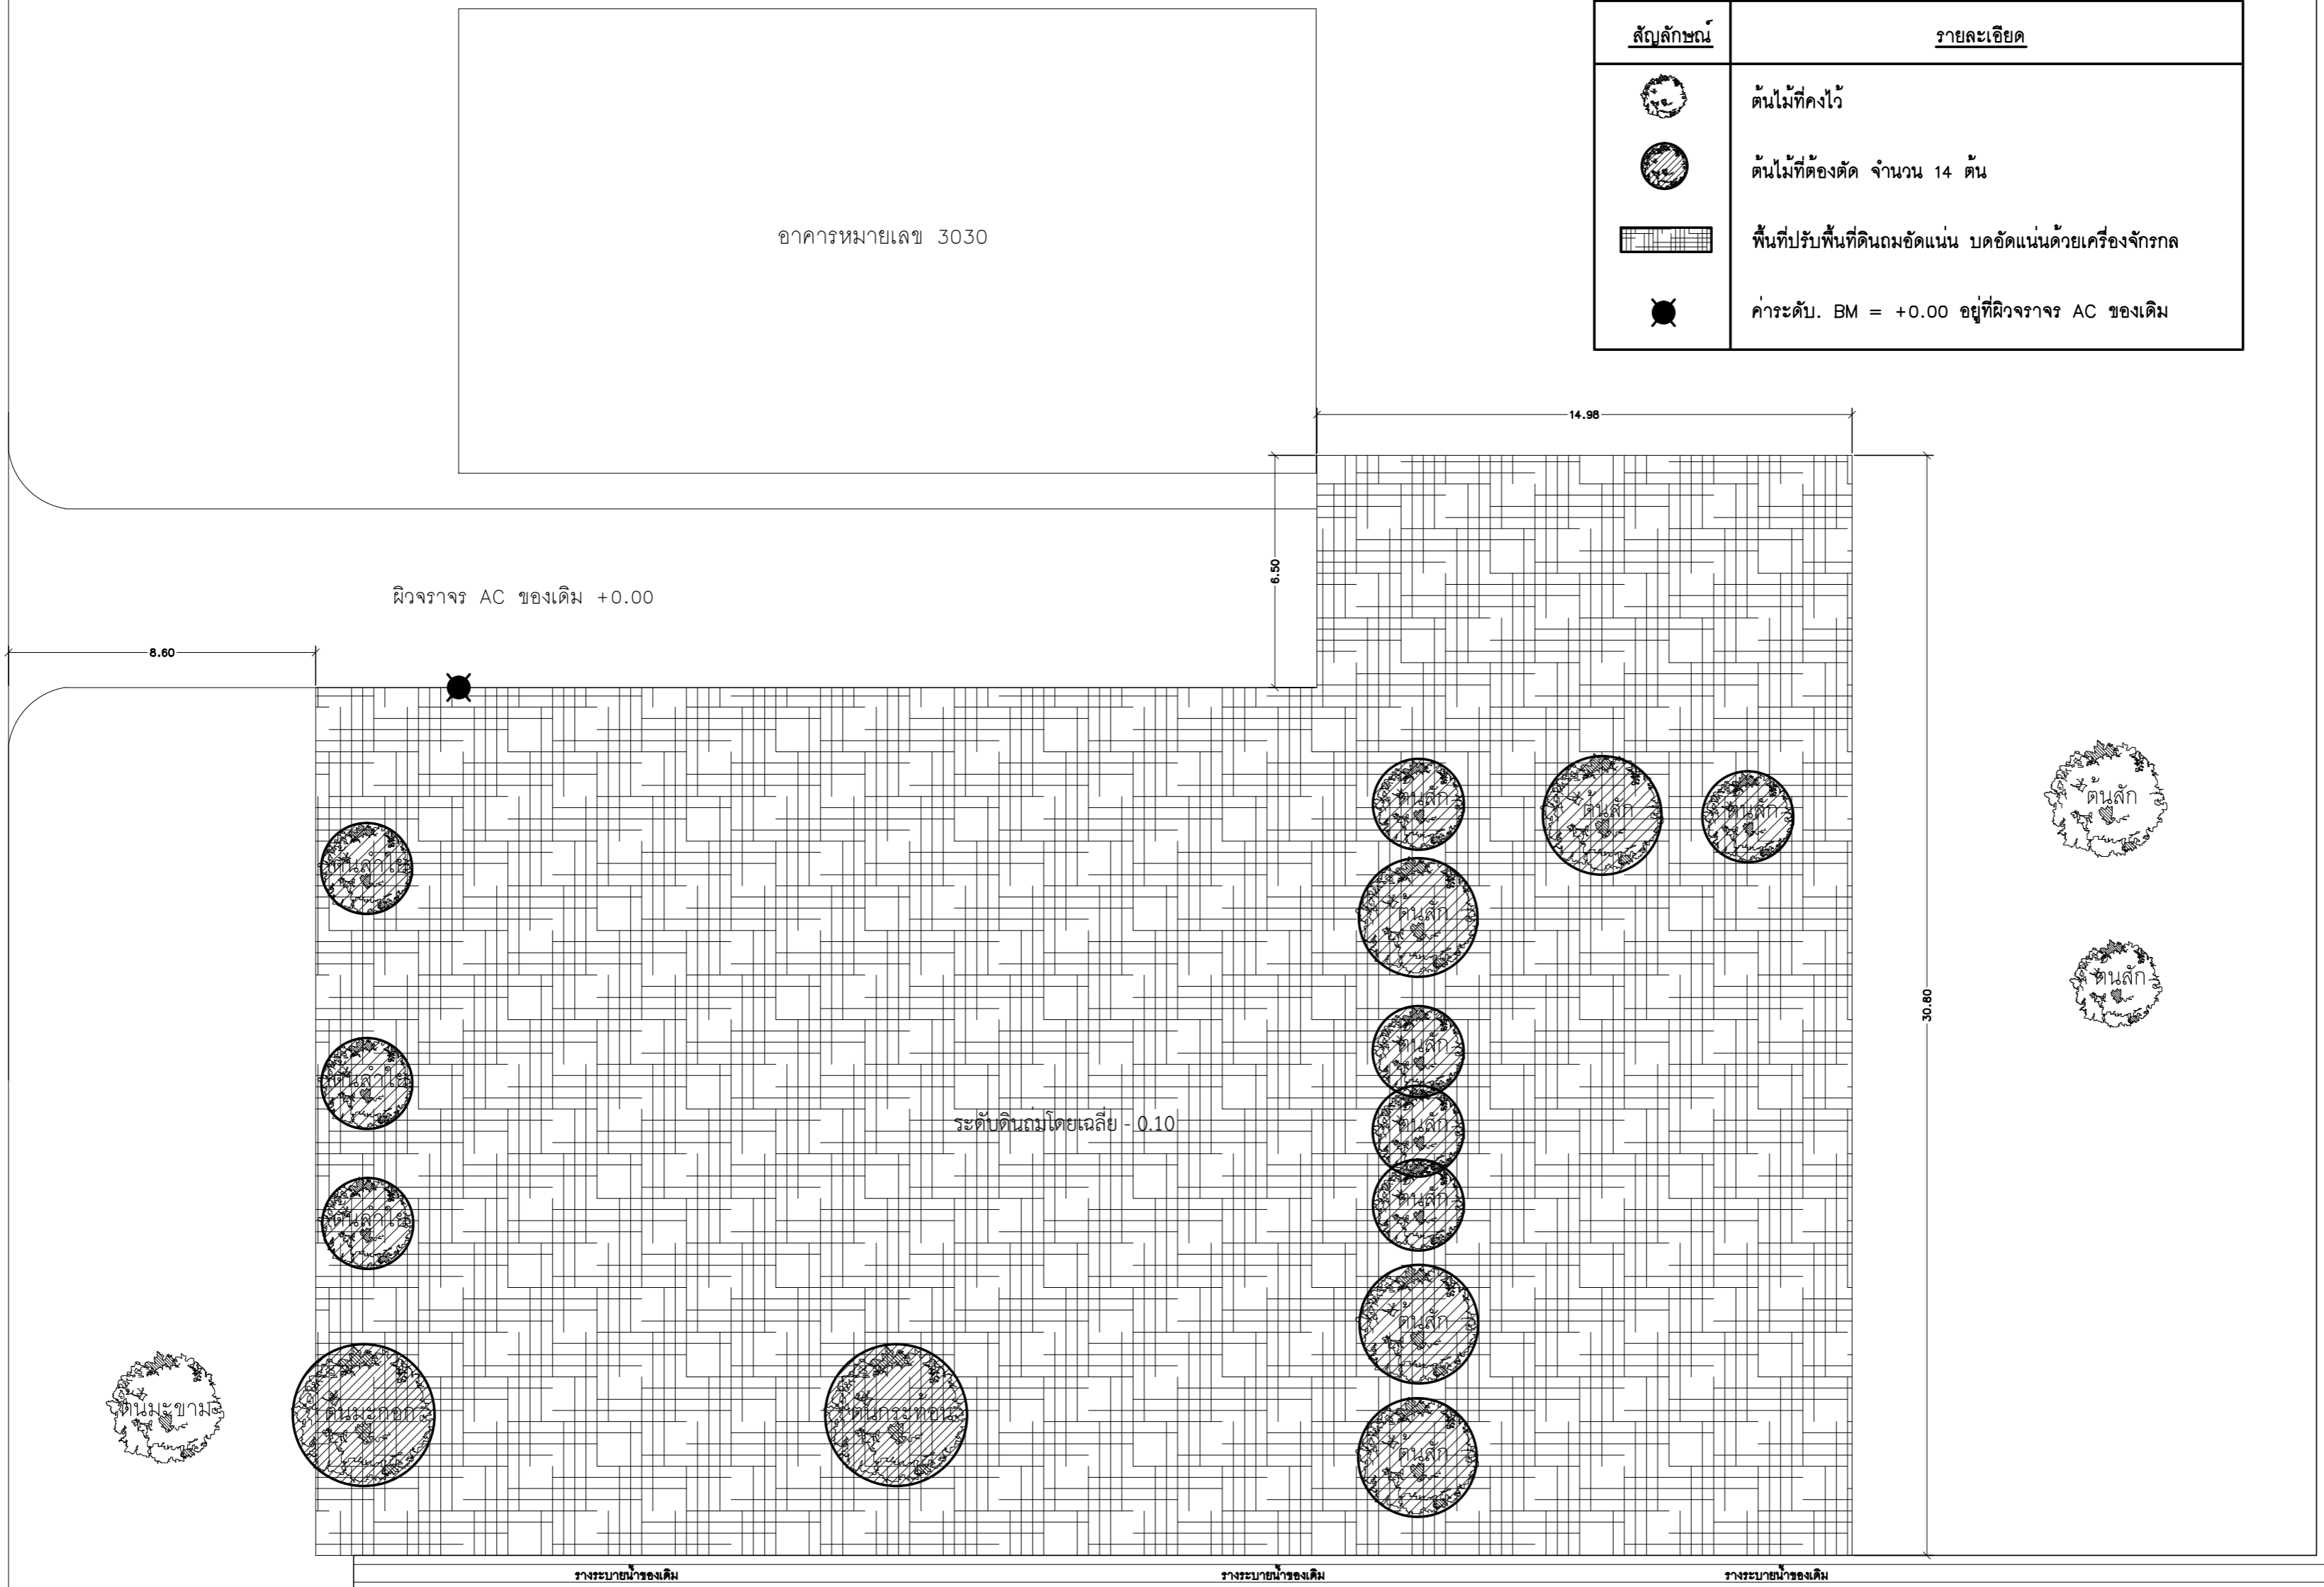 สัญลักษณ์
รายละเอียด
ต้นไม้ที่คงไว้
ต้นไม้ที่ต้องตัด จำนวน 14 ต้น
พื้นที่ปรับพื้นที่ดินถมอัดแน่น บดอัดแน่นด้วยเครื่องจักรกล
ค่าระดับ. BM = +0.00 อยู่ที่ผิวจราจร AC ของเดิม
อาคารหมายเลข 3030
14.98
6.50
ผิวจราจร AC ของเดิม +0.00
8.60
ต้นสัก
ต้นสัก
ต้นสัก
ต้นสัก
ต้นลำไย
ต้นสัก
ต้นสัก
30.80
ต้นสัก
ต้นลำไย
ระดับดินถมโดยเฉลี่ย - 0.10
ต้นสัก
ต้นสัก
ต้นลำไย
ต้นสัก
ต้นมะขาม
ต้นมะกอก
ต้นกระท้อน
ต้นสัก
รางระบายน้ำของเดิม
รางระบายน้ำของเดิม
รางระบายน้ำของเดิม